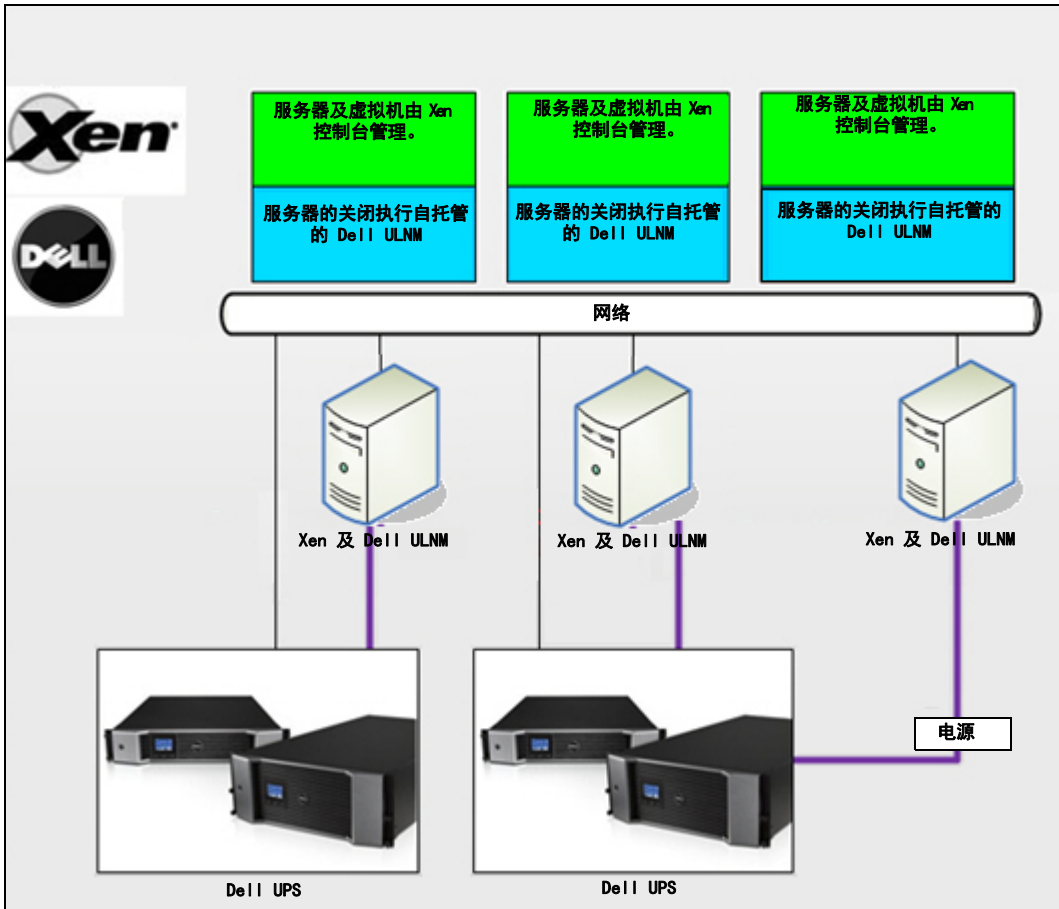 Xen
服务器及虚拟机由 Xen
控制台管理。
服务器及虚拟机由 Xen
控制台管理。
服务器及虚拟机由 Xen
控制台管理。
DELL
服务器的关闭执行自托管
的 Dell ULNM
服务器的关闭执行自托管
的 Dell ULNM
服务器的关闭执行自托管的
Dell ULNM
网络
Xen 及 Dell ULNM
Xen 及 Dell ULNM
Xen 及 Dell ULNM
电源
Dell UPS
Dell UPS